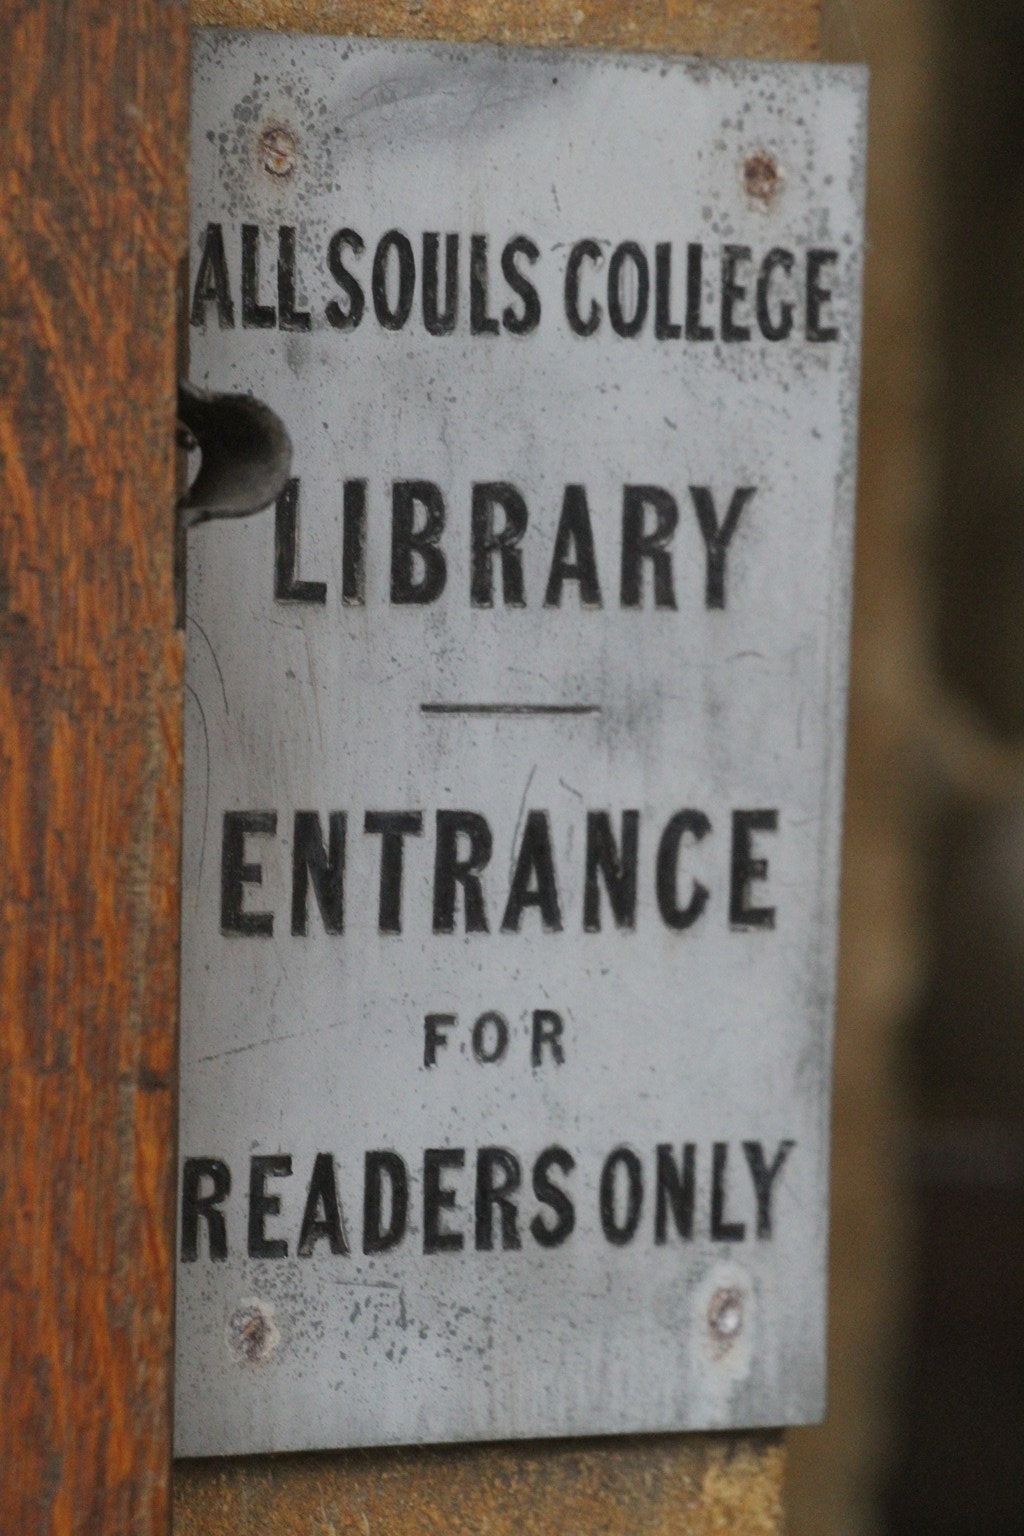 ALL SOULS COLLEGE
LIBRARY
ENTRANCE
FOR
READERS ONLY